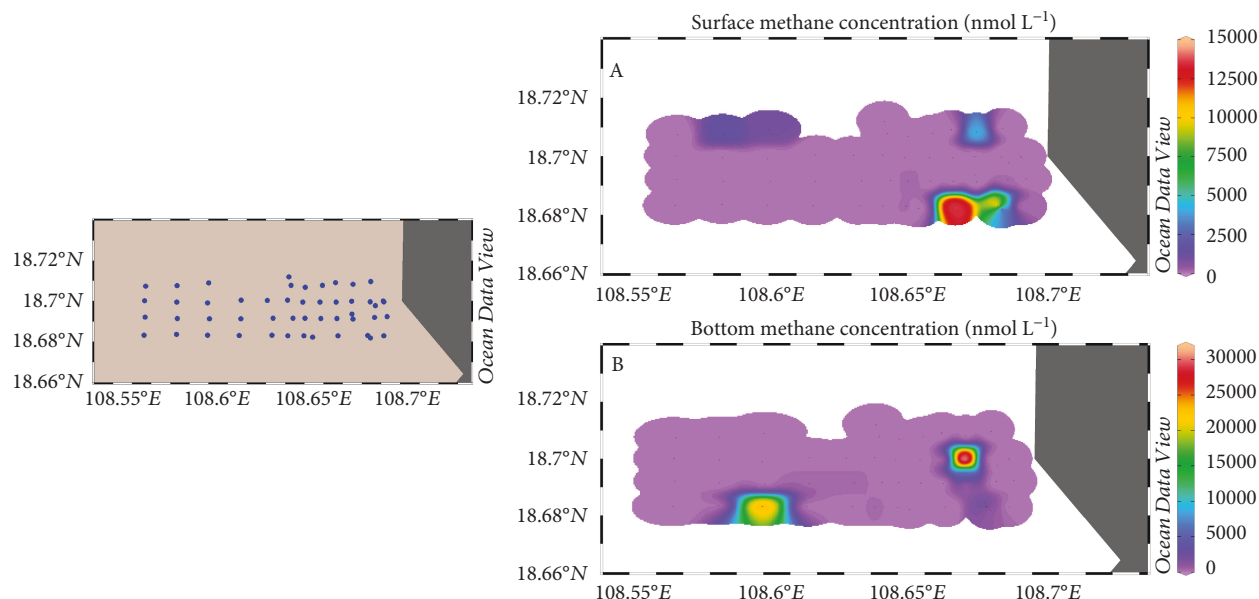 18.72°N
18.7°N
18.68°N
18.66°N
108.55°E
108.6°E
108.65°E
108.7°E
Ocean Data View
Surface methane concentration (nmol L⁻¹)
A
18.72°N
18.7°N
18.68°N
18.66°N
108.55°E
108.6°E
108.65°E
108.7°E
Ocean Data View
15000
12500
10000
7500
5000
2500
0
Bottom methane concentration (nmol L⁻¹)
B
18.72°N
18.7°N
18.68°N
18.66°N
108.55°E
108.6°E
108.65°E
108.7°E
Ocean Data View
30000
25000
20000
15000
10000
5000
0